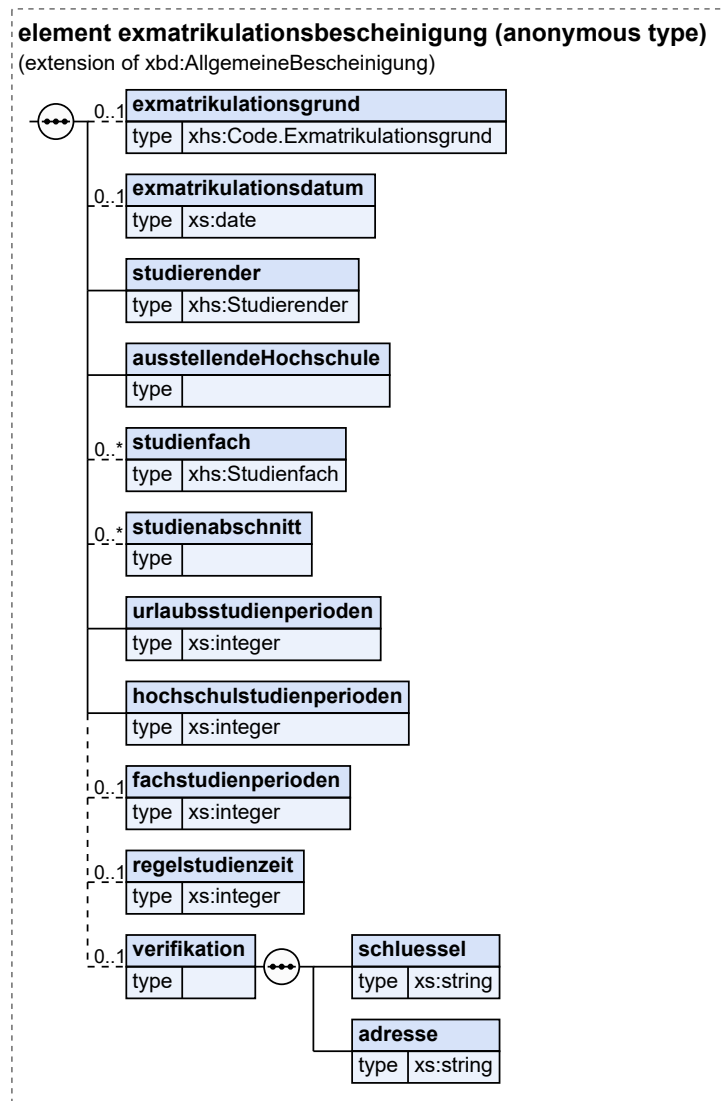 element exmatrikulationsbescheinigung (anonymous type)
(extension of xbd:AllgemeineBescheinigung)
0..1 exmatrikulationsgrund
type xhs:Code.Exmatrikulationsgrund
0..1 exmatrikulationsdatum
type xs:date
studierender
type xhs:Studierender
ausstellendeHochschule
type
0..* studienfach
type xhs:Studienfach
0..* studienabschnitt
type
urlaubsstudienperioden
type xs:integer
hochschulstudienperioden
type xs:integer
0..1 fachstudienperioden
type xs:integer
0..1 regelstudienzeit
type xs:integer
0..1 verifikation
type
schluessel
type xs:string
adresse
type xs:string